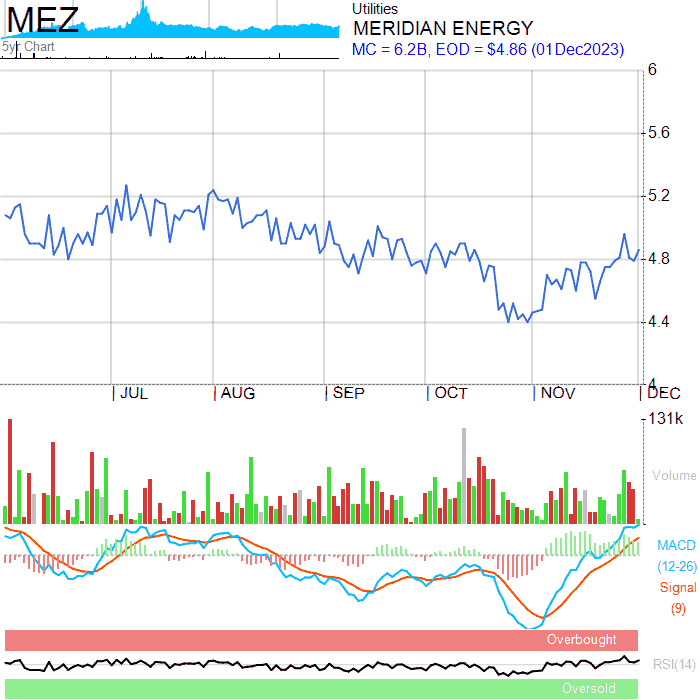 MEZ
5yr Chart
Utilities
MERIDIAN ENERGY
MC = 6.2B, EOD = $4.86 (01Dec2023)
6
5.6
5.2
4.8
4.4
4
JUL
AUG
SEP
OCT
NOV
DEC
131k
Volume
MACD
(12-26)
Signal
(9)
Overbought
RSI(14)
Oversold